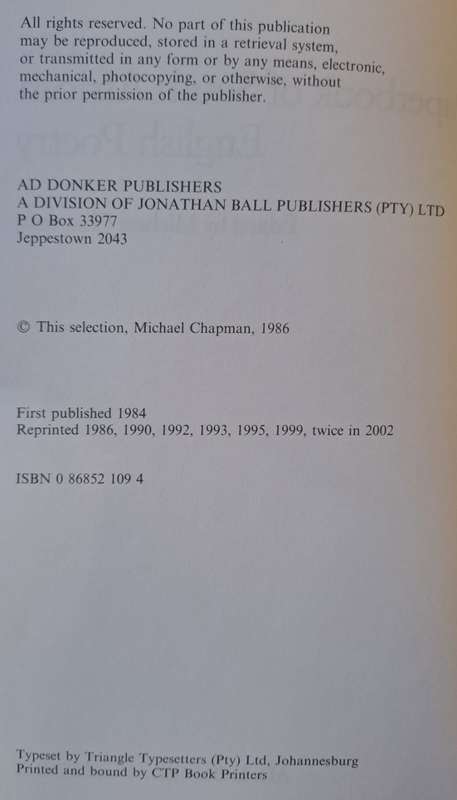 All rights reserved. No part of this publication
may be reproduced, stored in a retrieval system,
or transmitted in any form or by any means, electronic,
mechanical, photocopying, or otherwise, without
the prior permission of the publisher.
AD DONKER PUBLISHERS
A DIVISION OF JONATHAN BALL PUBLISHERS (PTY) LTD
P O Box 33977
Jeppestown 2043
© This selection, Michael Chapman, 1986
First published 1984
Reprinted 1986, 1990, 1992, 1993, 1995, 1999, twice in 2002
ISBN 0 86852 109 4
Typeset by Triangle Typesetters (Pty) Ltd, Johannesburg
Printed and bound by CTP Book Printers